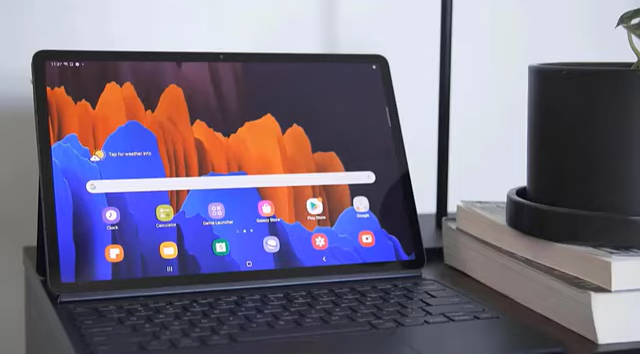 Tap for weather info
G
Clock
Calculator
Game Launcher
Galaxy Store
Play Store
Google